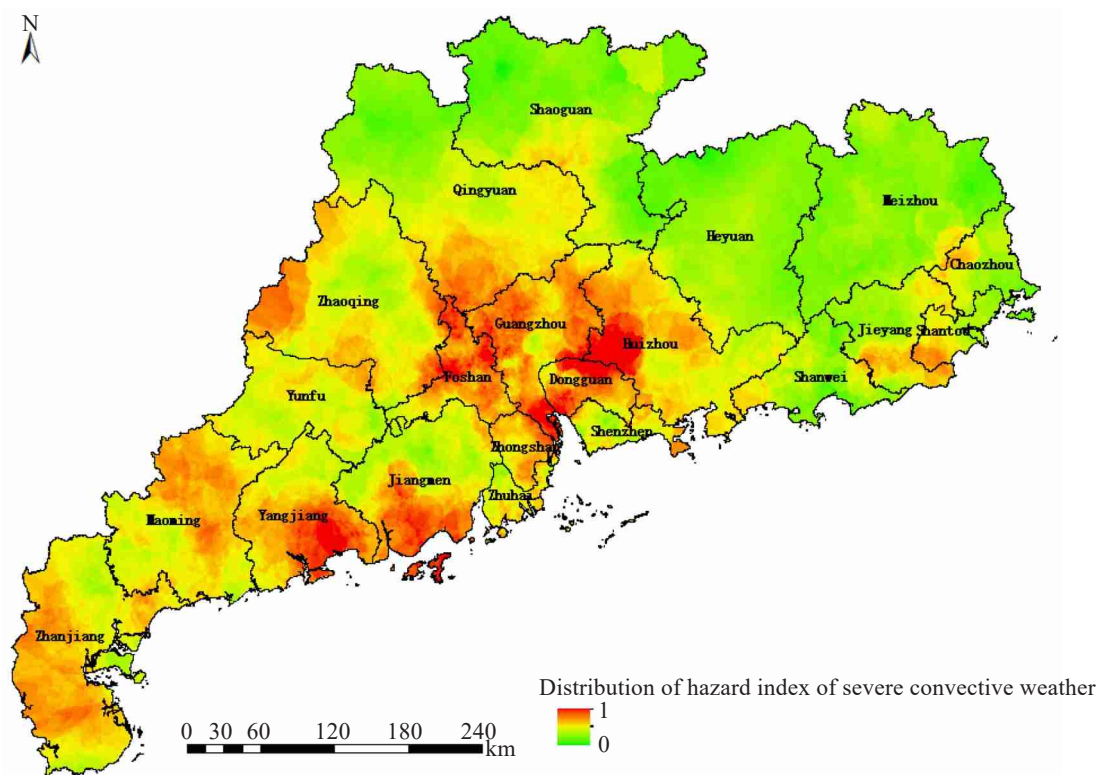 N
Shaoguan
Qingyuan
Meizhou
Heyuan
Chaozhou
Zhaoqing
Guangzhou
Jieyang
Shantou
Huizhou
Foshan
Dongguan
Shanwei
Yunfu
Shenzhen
Zhongshan
Jiangmen
Zhuhai
Yangjiang
Maoming
Zhanjiang
Distribution of hazard index of severe convective weather
1
0
0 30 60 120 180 240
km